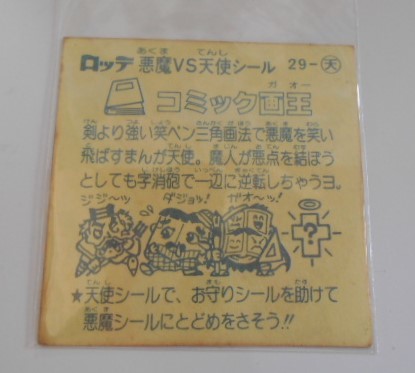 ロッテ 悪魔VS天使シール 29-天
コミック画王
剣より強い笑ペン三角画法で悪魔を笑い
飛ばすまんが天使。魔人が悪点を結ぼう
としても字消砲で一辺に逆転しちゃうヨ。
ジジ〜ッ ダジョッ! ガオ〜ッ!
?
★天使シールで、お守りシールを助けて
悪魔シールにとどめをさそう!!